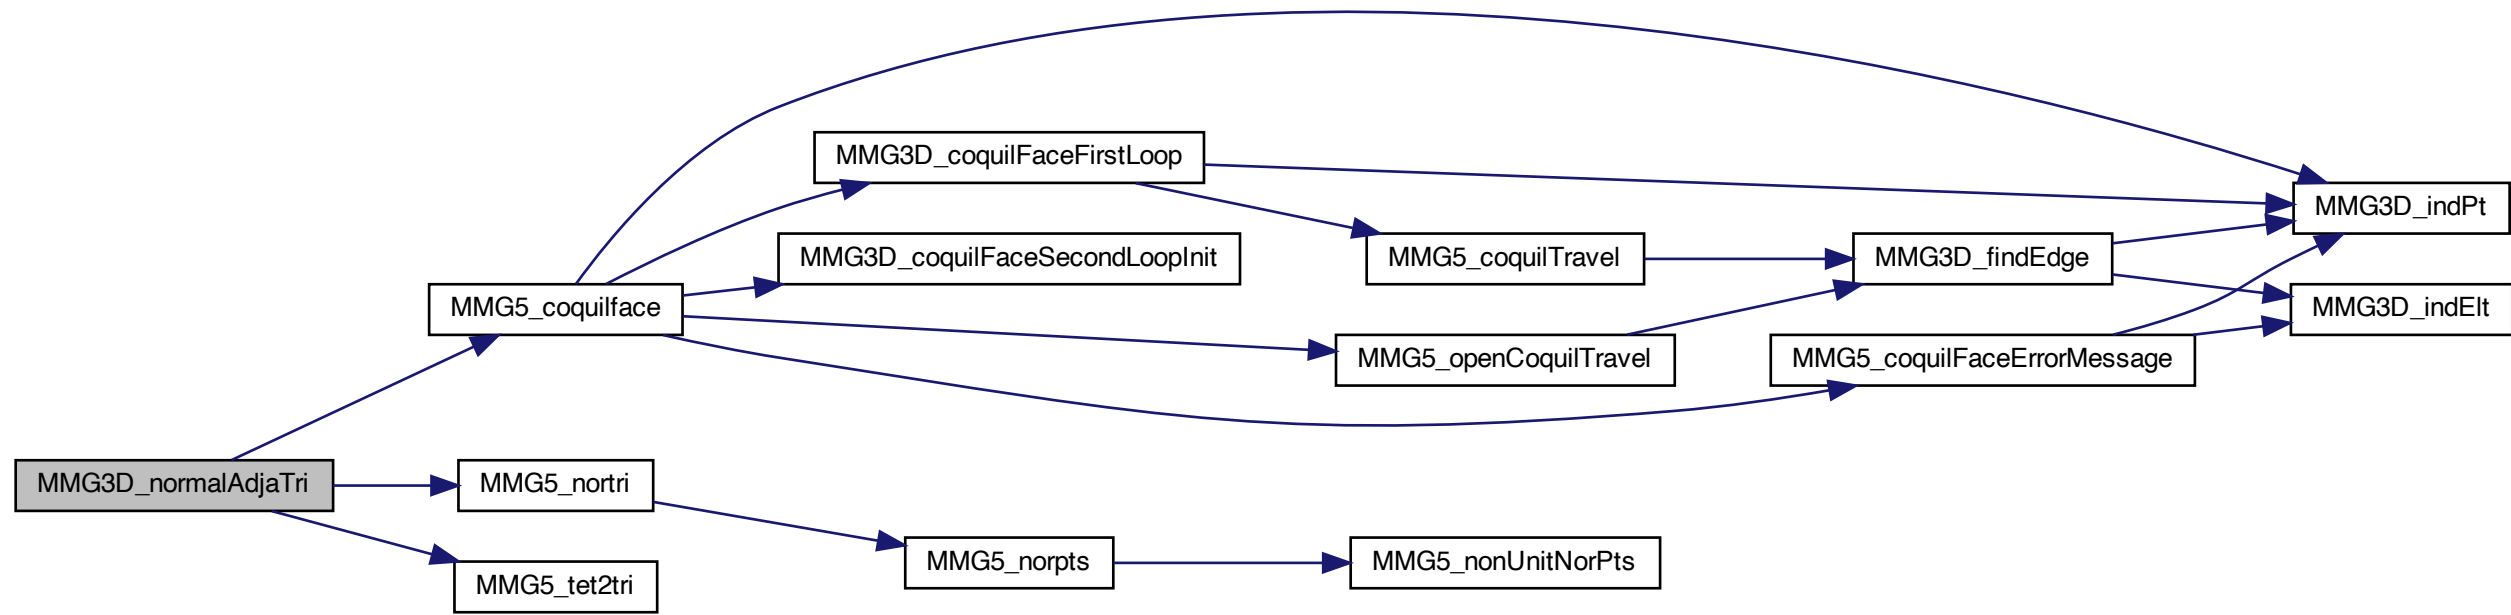 MMG3D_coquilFaceFirstLoop
MMG3D_indPt
MMG3D_coquilFaceSecondLoopInit
MMG5_coquilTravel
MMG3D_findEdge
MMG5_coquilface
MMG3D_indElt
MMG5_openCoquilTravel
MMG5_coquilFaceErrorMessage
MMG3D_normalAdjaTri
MMG5_nortri
MMG5_norpts
MMG5_nonUnitNorPts
MMG5_tet2tri